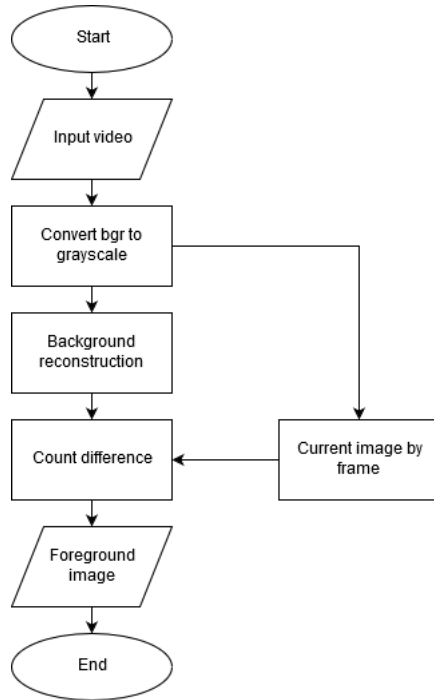 Start
Input video
Convert bgr to
grayscale
Background
reconstruction
Count difference
Current image by
frame
Foreground
image
End